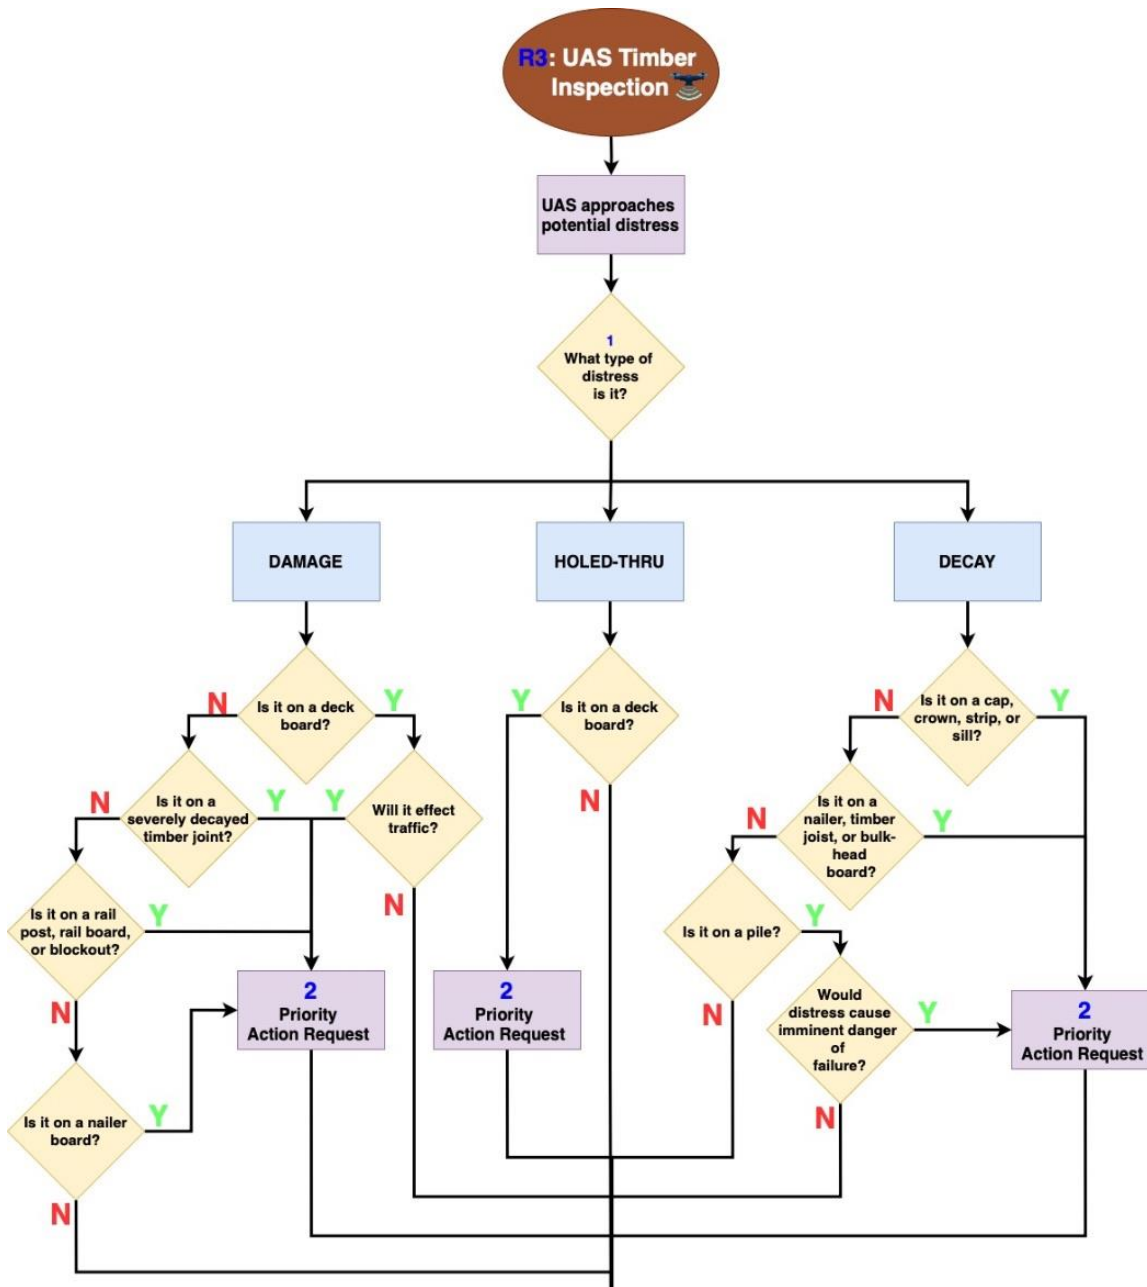 R3: UAS Timber
Inspection
UAS approaches
potential distress
1
What type of
distress
is it?
DAMAGE
HOLED-THRU
DECAY
N
Is it on a deck
board?
Y
Y
Is it on a deck
board?
N
N
Is it on a cap,
crown, strip, or
sill?
Y
N
Is it on a
severely decayed
timber joint?
Y
Y
Will it effect
traffic?
N
N
Is it on a
nailer, timber
joist, or bulk-
head
board?
Y
Is it on a rail
post, rail board,
or blockout?
Y
N
Is it on a pile?
Y
N
2
Priority
Action Request
2
Priority
Action Request
Would
distress cause
imminent danger
of
failure?
Y
N
2
Priority
Action Request
Is it on a nailer
board?
Y
N